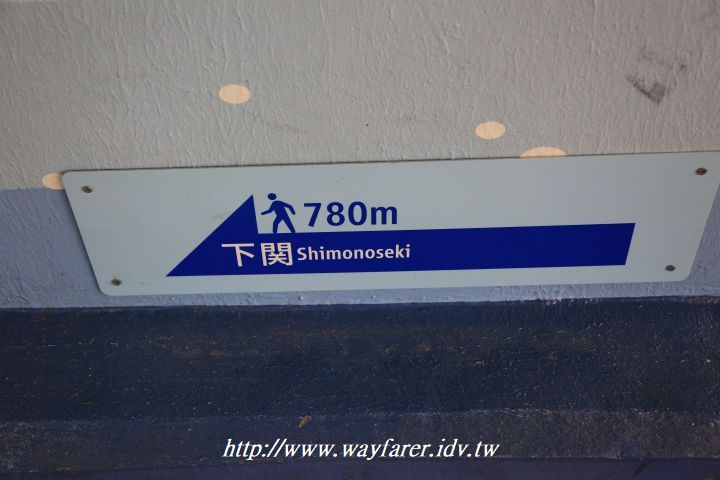 780m
下関 Shimonoseki
http://www.wayfarer.idv.tw